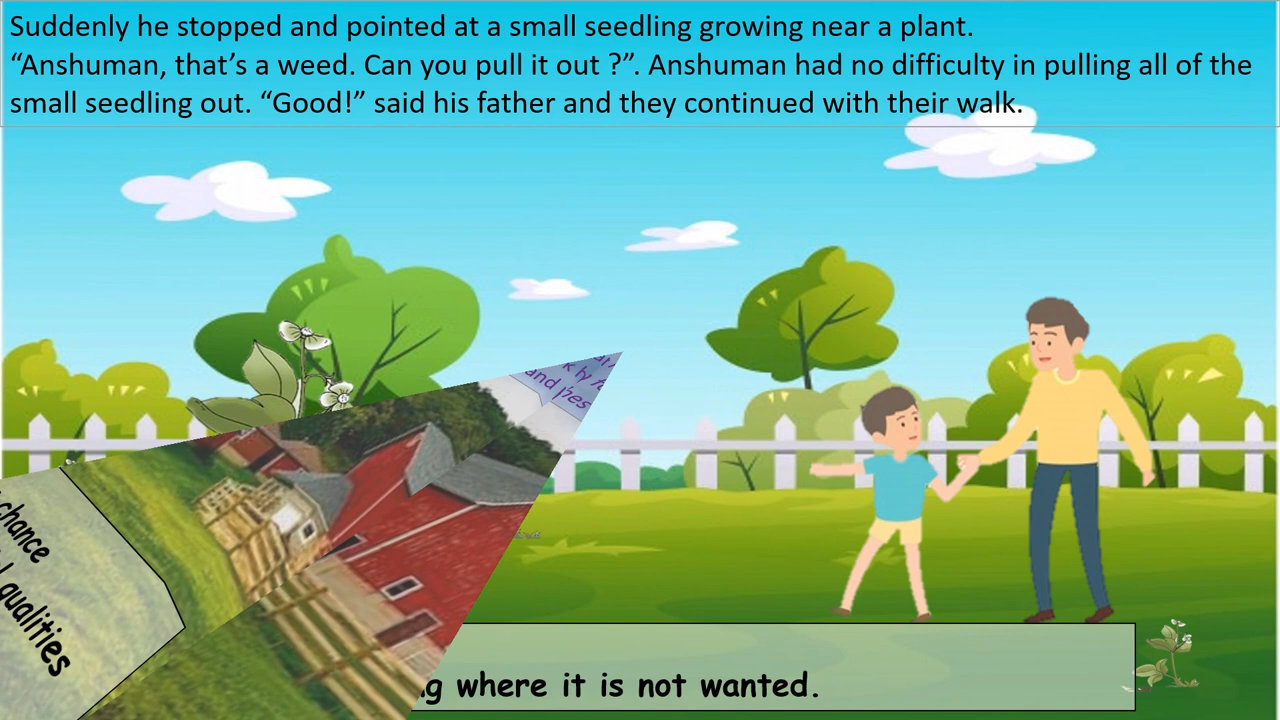 Suddenly he stopped and pointed at a small seedling growing near a plant.
“Anshuman, that’s a weed. Can you pull it out ?”. Anshuman had no difficulty in pulling all of the
small seedling out. “Good!” said his father and they continued with their walk.
and pes
chance
qualities
where it is not wanted.